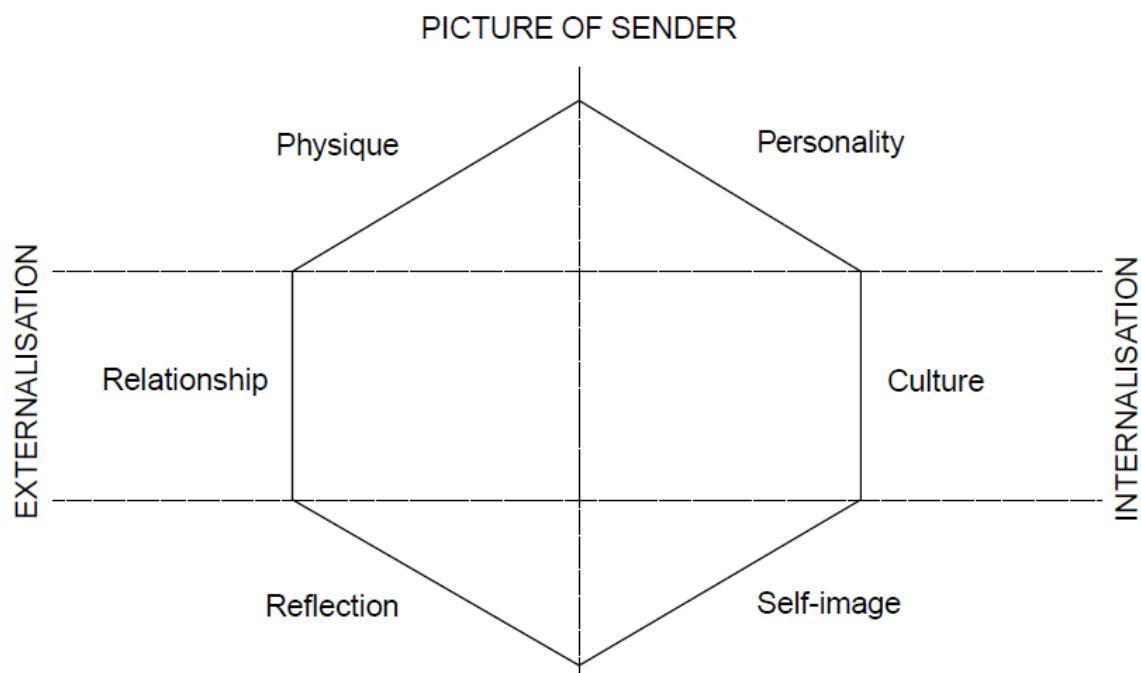 PICTURE OF SENDER
Physique
Personality
EXTERNALISATION
INTERNALISATION
Relationship
Culture
Reflection
Self-image